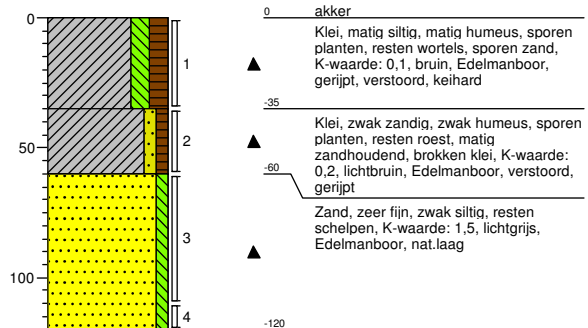 0
50
100
1
2
3
4
0
akker
Klei, matig siltig, matig humeus, sporen
planten, resten wortels, sporen zand,
K-waarde: 0,1, bruin, Edelmanboor,
gerijpt, verstoord, keihard
-35
Klei, zwak zandig, zwak humeus, sporen
planten, resten roest, matig
zandhoudend, brokken klei, K-waarde:
0,2, lichtbruin, Edelmanboor, verstoord,
gerijpt
-60
Zand, zeer fijn, zwak siltig, resten
schelpen, K-waarde: 1,5, lichtgrijs,
Edelmanboor, nat.laag
-120